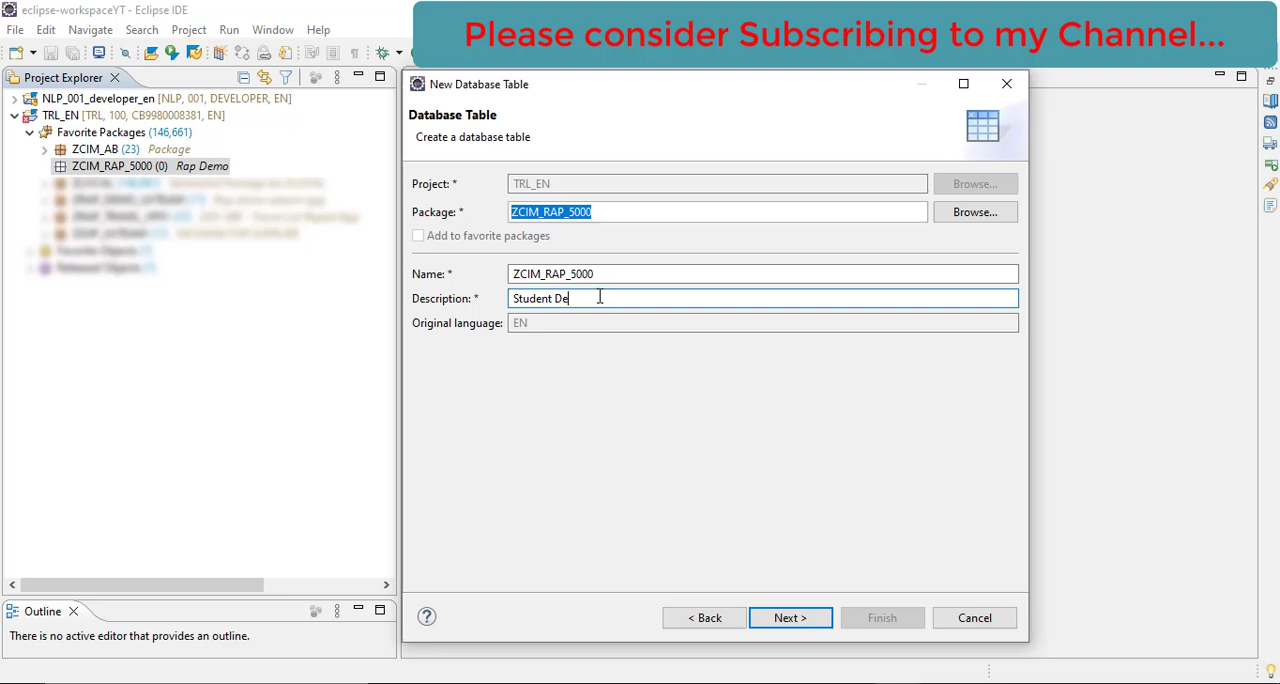 eclipse-workspaceYT - Eclipse IDE
File Edit Navigate Search Project Run Window Help
Please consider Subscribing to my Channel...
Project Explorer
NLP_001_developer_en [NLP, 001, DEVELOPER, EN]
TRL_EN [TRL, 100, CB9980008381, EN]
Favorite Packages (146,661)
ZCIM_AB (23) Package
ZCIM_RAP_5000 (0) Rap Demo
New Database Table
Database Table
Create a database table
Project: * TRL_EN Browse...
Package: * ZCIM_RAP_5000 Browse...
Add to favorite packages
Name: * ZCIM_RAP_5000
Description: * Student De
Original language: EN
< Back Next > Finish Cancel
Outline
There is no active editor that provides an outline.